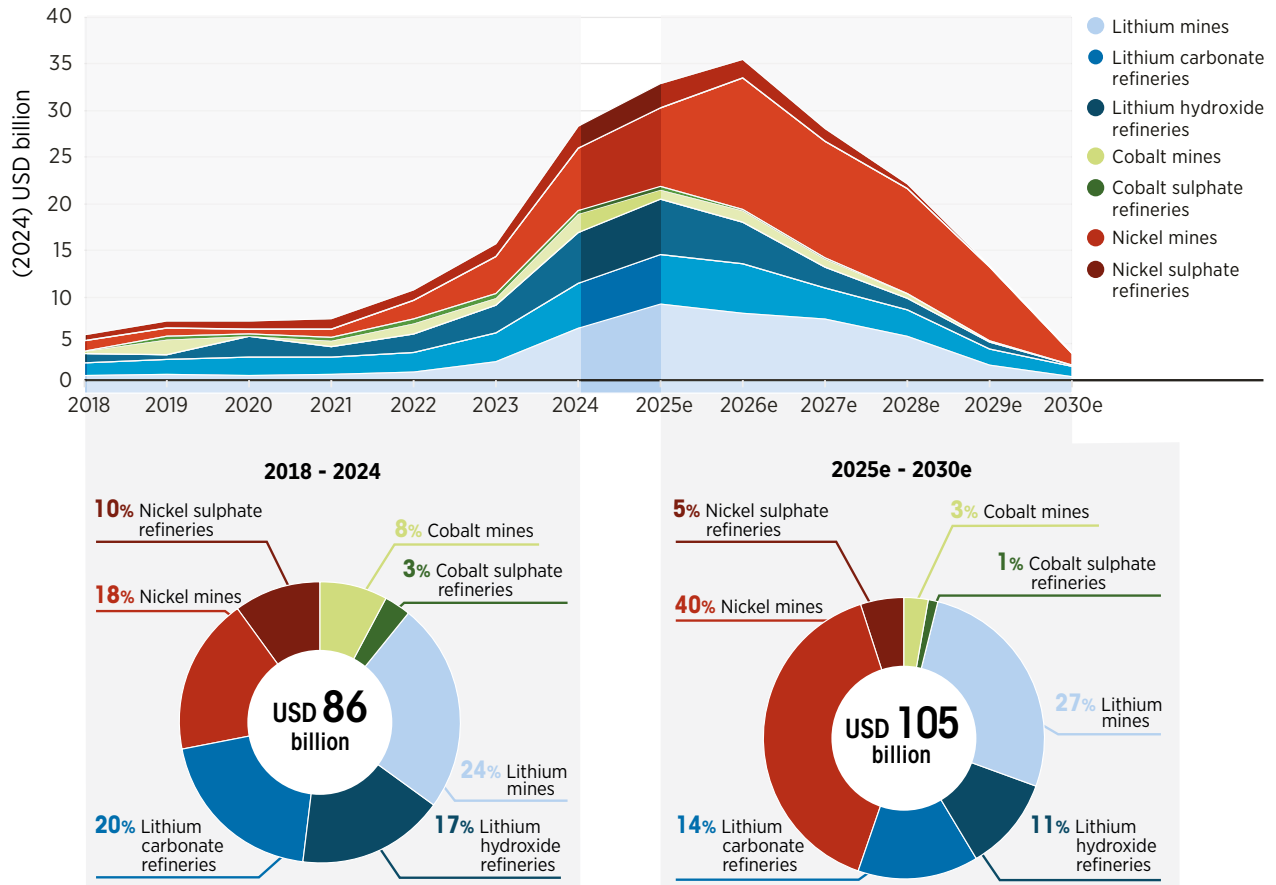 (2024) USD billion
40
35
30
25
20
15
10
5
0
2018 2019 2020 2021 2022 2023 2024 2025e 2026e 2027e 2028e 2029e 2030e
Lithium mines
Lithium carbonate
refineries
Lithium hydroxide
refineries
Cobalt mines
Cobalt sulphate
refineries
Nickel mines
Nickel sulphate
refineries
2018 - 2024
10% Nickel sulphate
refineries
8% Cobalt mines
3% Cobalt sulphate
refineries
18% Nickel mines
USD 86
billion
24% Lithium
mines
20% Lithium
carbonate
refineries
17% Lithium
hydroxide
refineries
2025e - 2030e
5% Nickel sulphate
refineries
3% Cobalt mines
1% Cobalt sulphate
refineries
40% Nickel mines
USD 105
billion
27% Lithium
mines
14% Lithium
carbonate
refineries
11% Lithium
hydroxide
refineries